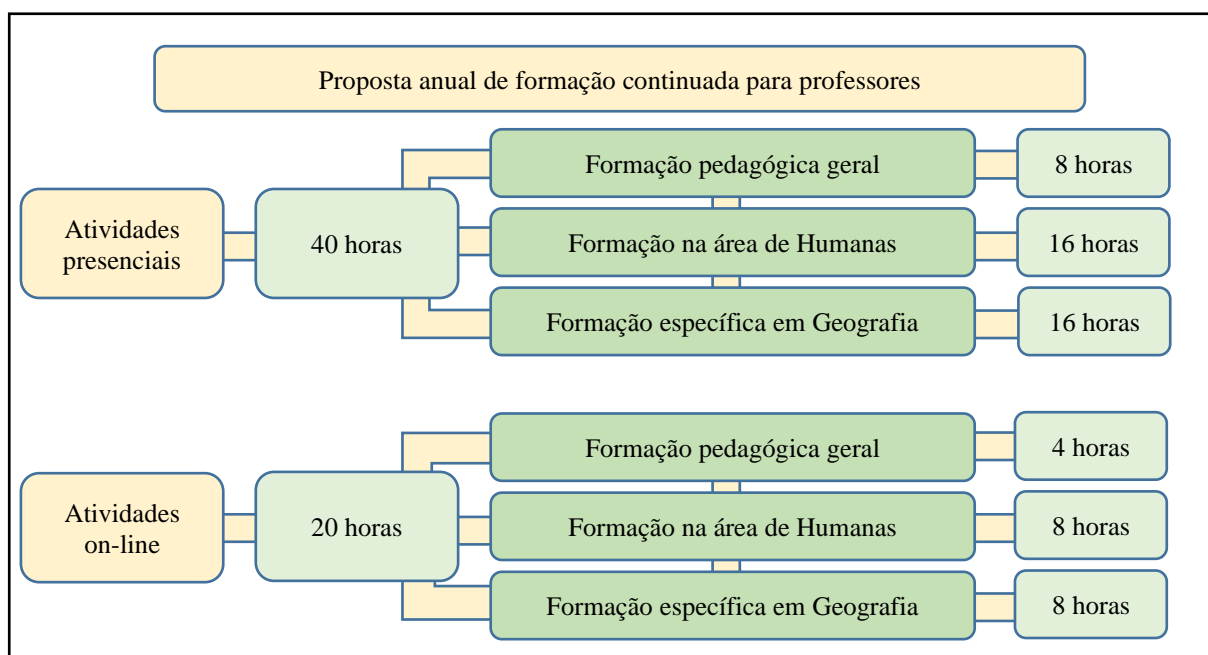 Proposta anual de formação continuada para professores
Atividades
presenciais
40 horas
Formação pedagógica geral
8 horas
Formação na área de Humanas
16 horas
Formação específica em Geografia
16 horas
Atividades
on-line
20 horas
Formação pedagógica geral
4 horas
Formação na área de Humanas
8 horas
Formação específica em Geografia
8 horas